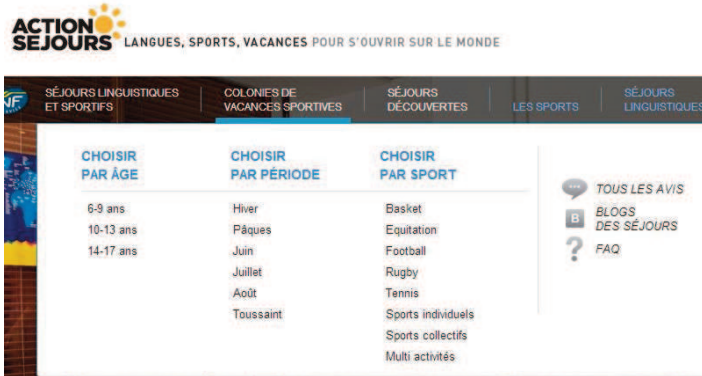 ACTION
SEJOURS LANGUES, SPORTS, VACANCES POUR S'OUVRIR SUR LE MONDE
SÉJOURS LINGUISTIQUES
ET SPORTIFS
COLONIES DE
VACANCES SPORTIVES
SÉJOURS
DÉCOUVERTES
LES SPORTS
SÉJOURS
LINGUISTIQUES
CHOISIR
PAR ÂGE
6-9 ans
10-13 ans
14-17 ans
CHOISIR
PAR PÉRIODE
Hiver
Pâques
Juin
Juillet
Août
Toussaint
CHOISIR
PAR SPORT
Basket
Equitation
Football
Rugby
Tennis
Sports individuels
Sports collectifs
Multi activités
TOUS LES AVIS
B BLOGS
DES SÉJOURS
? FAQ